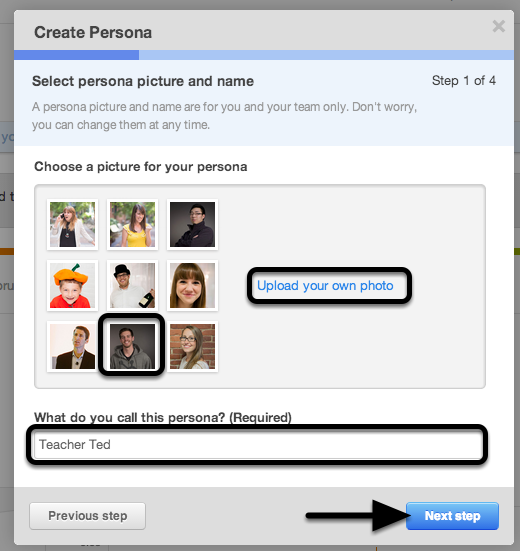 Create Persona
Select persona picture and name
Step 1 of 4
A persona picture and name are for you and your team only. Don't worry,
you can change them at any time.
Choose a picture for your persona
Upload your own photo
What do you call this persona? (Required)
Teacher Ted
Previous step
Next step